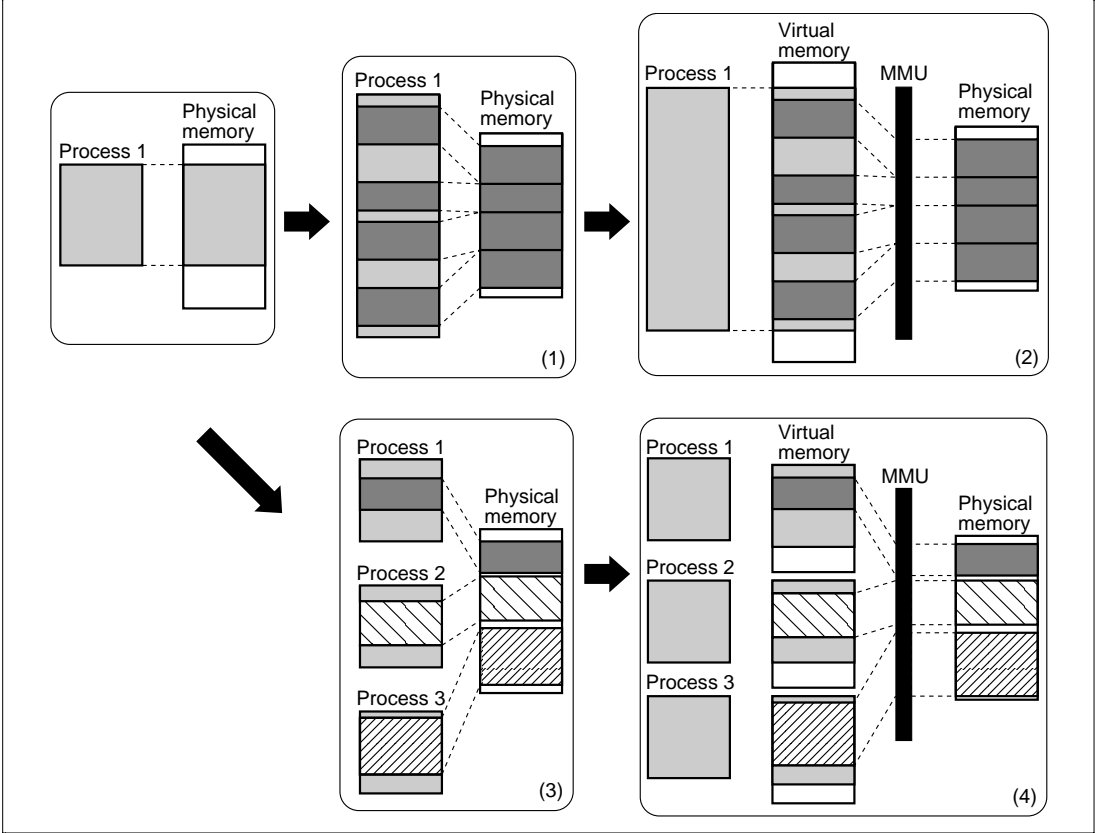 Process 1
Physical
memory
Process 1
Physical
memory
(1)
Process 1
Virtual
memory
MMU
Physical
memory
(2)
Process 1
Process 2
Process 3
Physical
memory
(3)
Process 1
Process 2
Process 3
Virtual
memory
MMU
Physical
memory
(4)